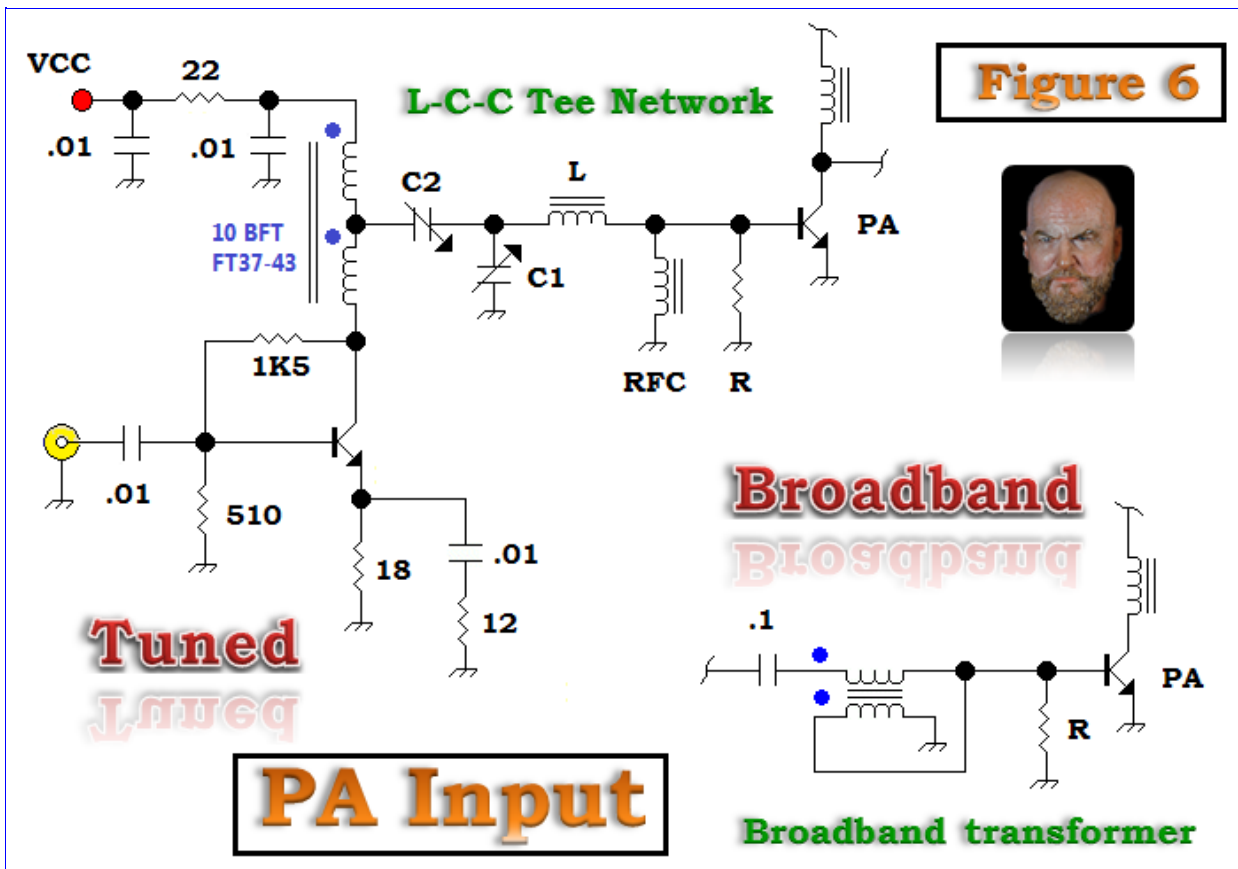 VCC
22
.01
.01
L-C-C Tee Network
Figure 6
10 BFT
FT37-43
C2
L
C1
PA
1K5
RFC
R
.01
510
18
.01
12
Tuned
Broadband
.1
PA
R
PA Input
Broadband transformer